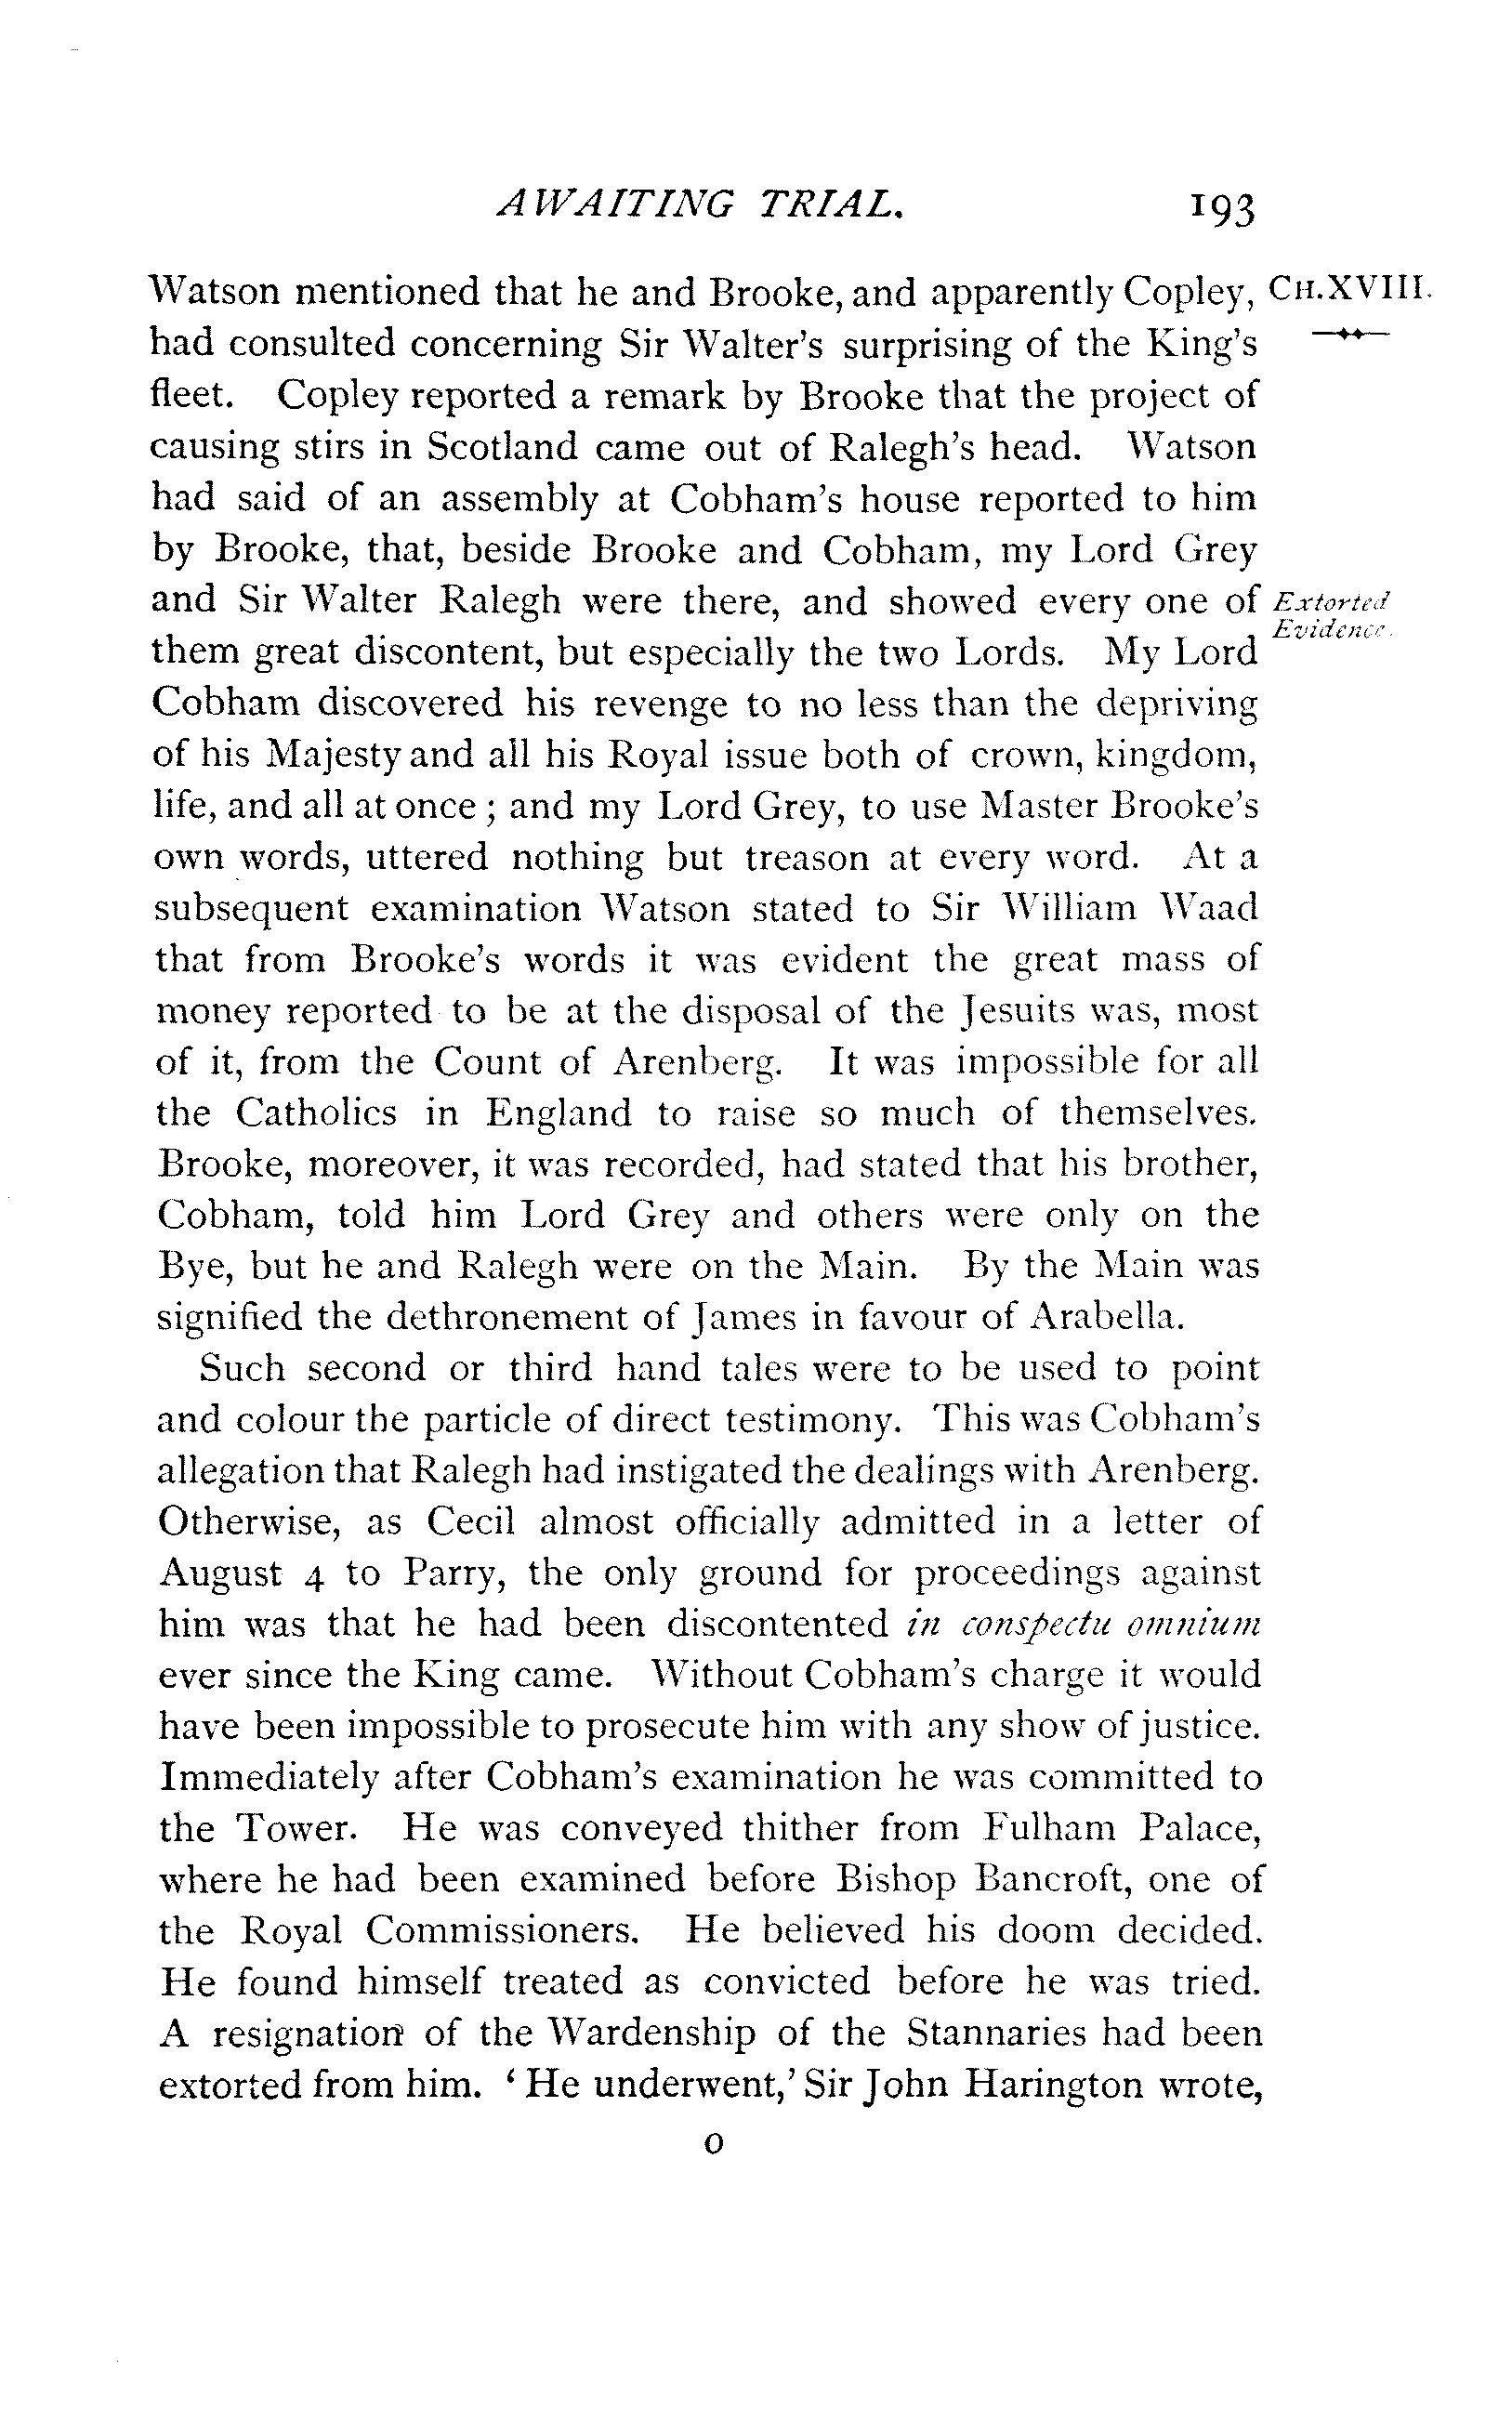 AWAITING TRIAL. 193
Watson mentioned that he and Brooke, and apparently Copley, CH. XVIII.
had consulted concerning Sir Walter's surprising of the King's
fleet. Copley reported a remark by Brooke that the project of
causing stirs in Scotland came out of Ralegh's head. Watson
had said of an assembly at Cobham's house reported to him
by Brooke, that, beside Brooke and Cobham, my Lord Grey
and Sir Walter Ralegh were there, and showed every one of
Extorted
Evidence.
them great discontent, but especially the two Lords. My Lord
Cobham discovered his revenge to no less than the depriving
of his Majesty and all his Royal issue both of crown, kingdom,
life, and all at once; and my Lord Grey, to use Master Brooke's
own words, uttered nothing but treason at every word. At a
subsequent examination Watson stated to Sir William Waad
that from Brooke's words it was evident the great mass of
money reported to be at the disposal of the Jesuits was, most
of it, from the Count of Arenberg. It was impossible for all
the Catholics in England to raise so much of themselves.
Brooke, moreover, it was recorded, had stated that his brother,
Cobham, told him Lord Grey and others were only on the
Bye, but he and Ralegh were on the Main. By the Main was
signified the dethronement of James in favour of Arabella.
Such second or third hand tales were to be used to point
and colour the particle of direct testimony. This was Cobham's
allegation that Ralegh had instigated the dealings with Arenberg.
Otherwise, as Cecil almost officially admitted in a letter of
August 4 to Parry, the only ground for proceedings against
him was that he had been discontented in conspectu omnium
ever since the King came. Without Cobham's charge it would
have been impossible to prosecute him with any show of justice.
Immediately after Cobham's examination he was committed to
the Tower. He was conveyed thither from Fulham Palace,
where he had been examined before Bishop Bancroft, one of
the Royal Commissioners. He believed his doom decided.
He found himself treated as convicted before he was tried.
A resignation of the Wardenship of the Stannaries had been
extorted from him. 'He underwent,' Sir John Harington wrote,
O